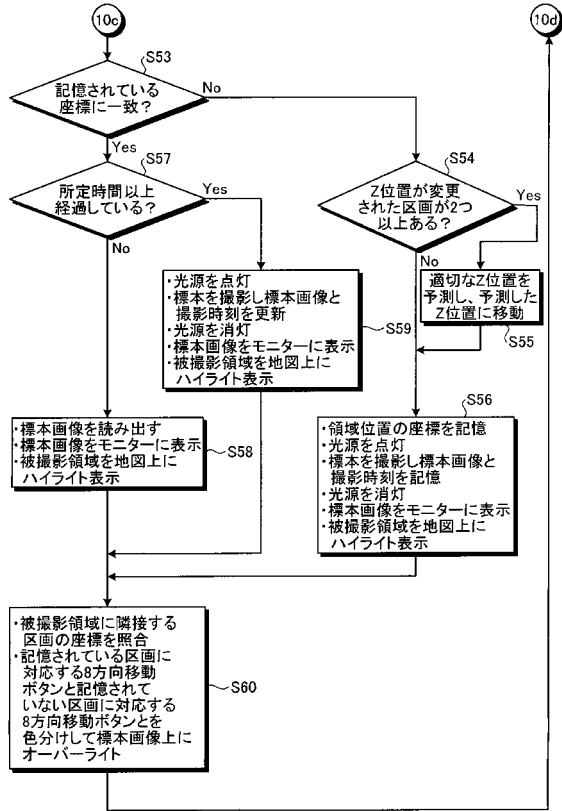 10c
10d
S53
記憶されている
座標に一致？
No
Yes
S57
所定時間以上
経過している？
Yes
No
S54
Z位置が変更
された区画が2つ
以上ある？
Yes
No
適切なZ位置を
予測し、予測した
Z位置に移動
S55
・光源を点灯
・標本を撮影し標本画像と
撮影時刻を更新
・光源を消灯
・標本画像をモニターに表示
・被撮影領域を地図上に
ハイライト表示
S59
・標本画像を読み出す
・標本画像をモニターに表示
・被撮影領域を地図上に
ハイライト表示
S58
S56
・領域位置の座標を記憶
・光源を点灯
・標本を撮影し標本画像と
撮影時刻を記憶
・光源を消灯
・標本画像をモニターに表示
・被撮影領域を地図上に
ハイライト表示
・被撮影領域に隣接する
区画の座標を照合
・記憶されている区画に
対応する8方向移動
ボタンと記憶されて
いない区画に対応する
8方向移動ボタンとを
色分けして標本画像上に
オーバーライト
S60